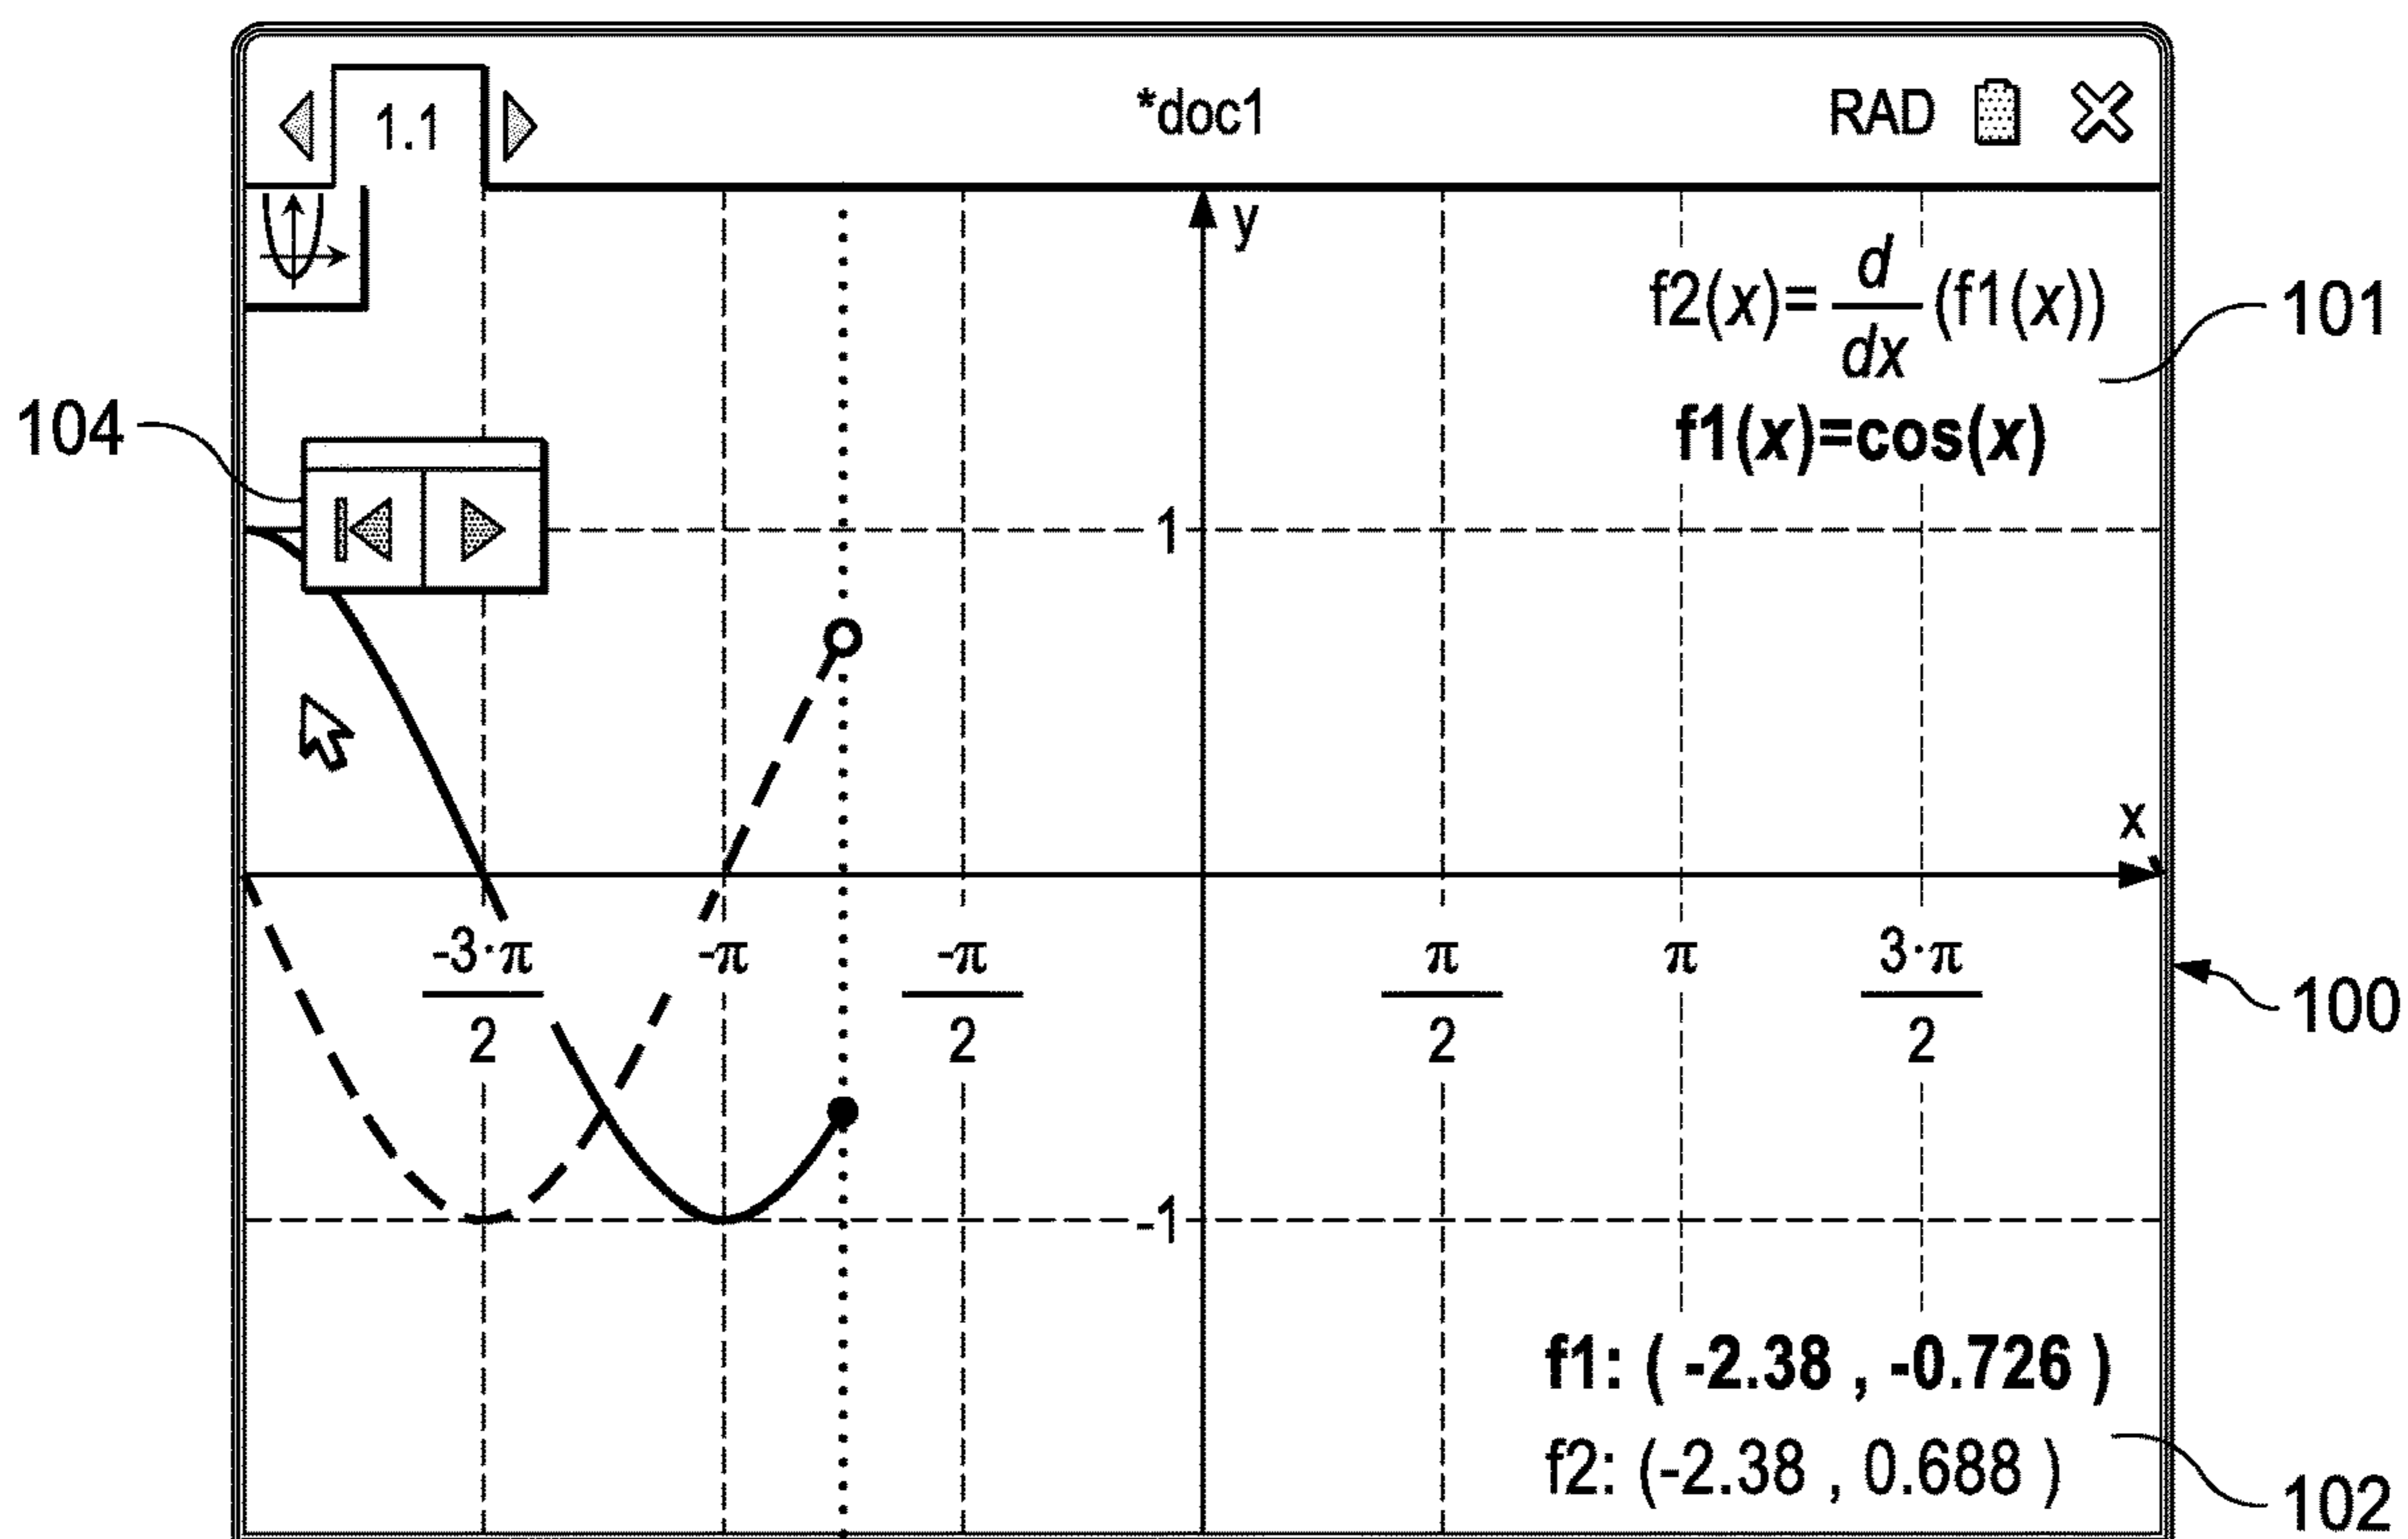 1.1
*doc1
RAD
y
f2(x)=d/dx(f1(x))
101
f1(x)=cos(x)
104
1
x
-3·π/2
-π
-π/2
π/2
π
3·π/2
100
-1
f1: ( -2.38 , -0.726 )
f2: (-2.38 , 0.688 )
102